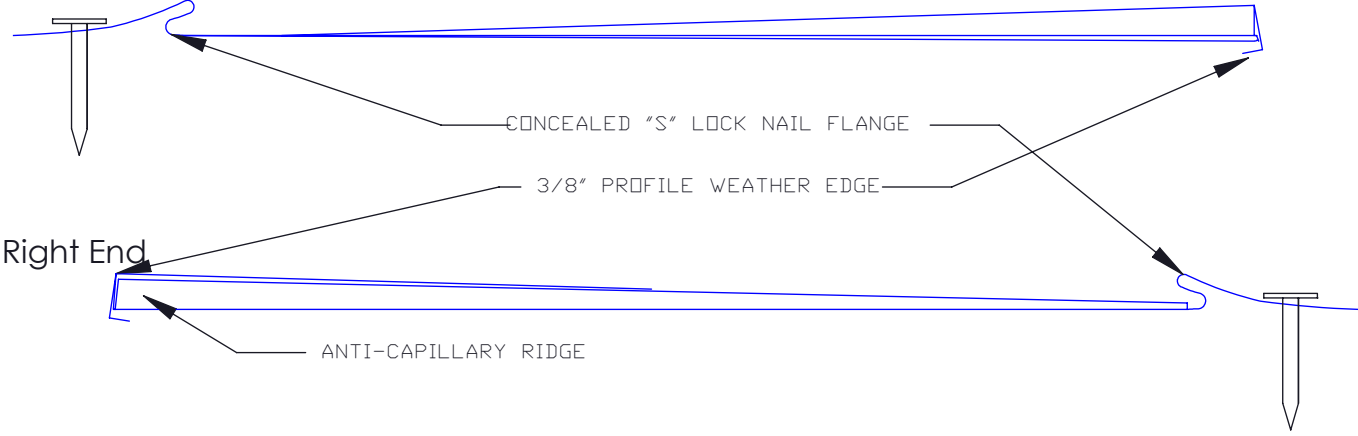 CONCEALED "S" LOCK NAIL FLANGE
3/8" PROFILE WEATHER EDGE
Right End
ANTI-CAPILLARY RIDGE